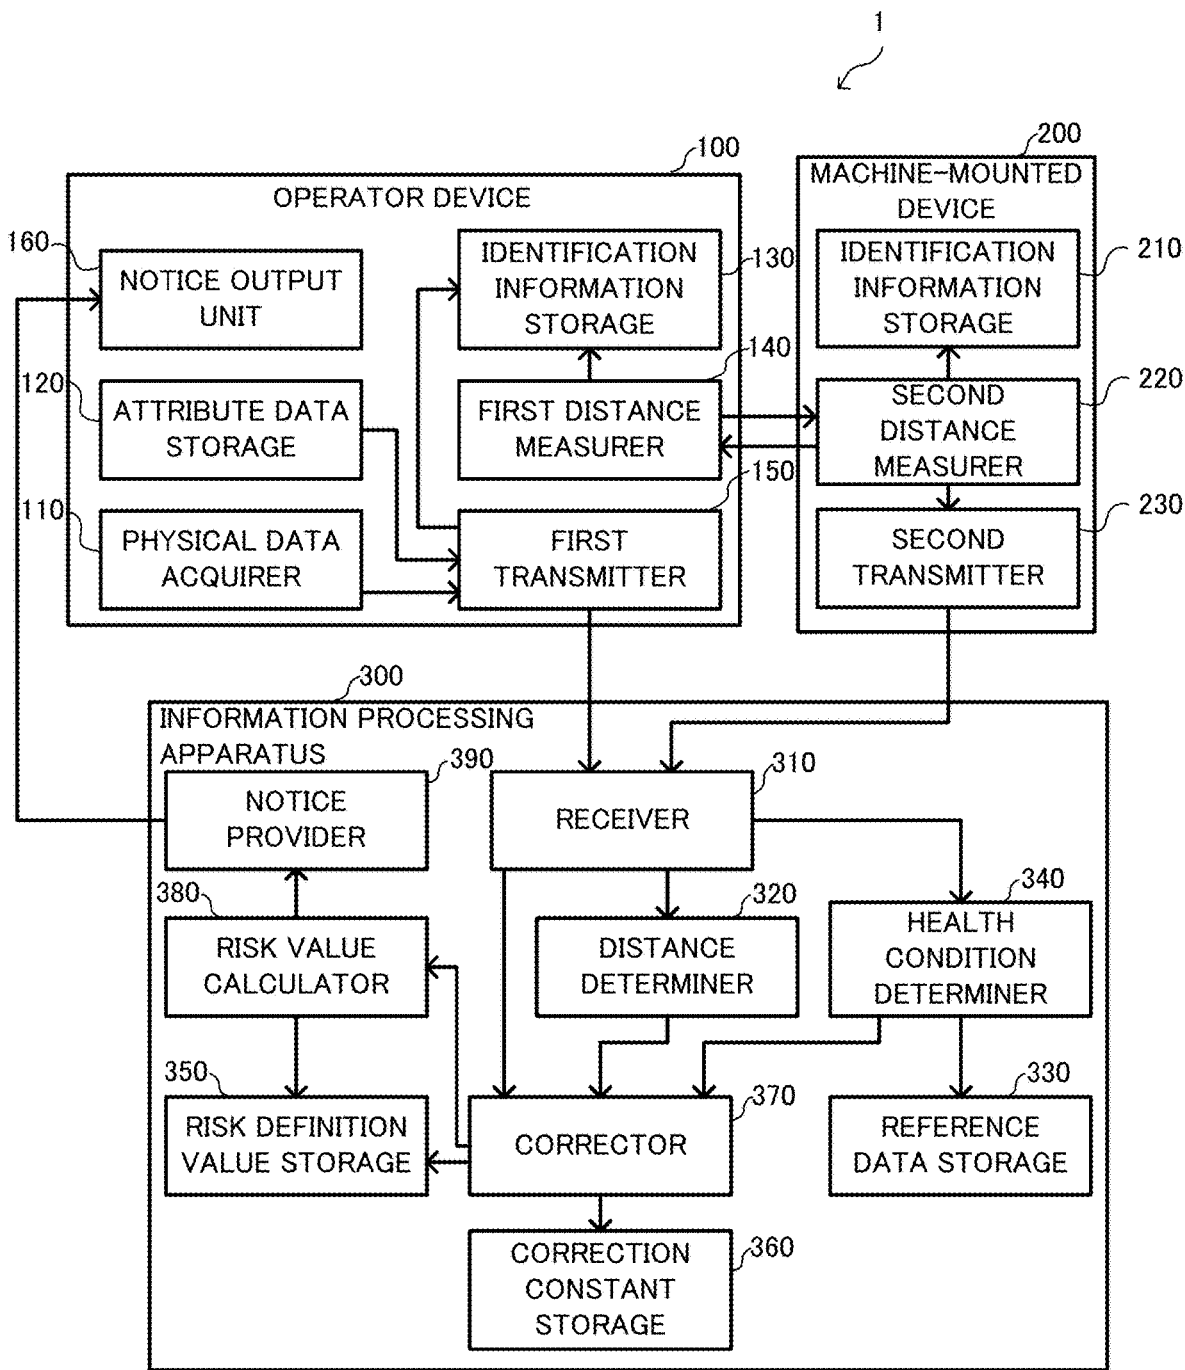 1
100
OPERATOR DEVICE
160
NOTICE OUTPUT
UNIT
IDENTIFICATION
INFORMATION
STORAGE
130
120
ATTRIBUTE DATA
STORAGE
140
FIRST DISTANCE
MEASURER
110
PHYSICAL DATA
ACQUIRER
150
FIRST
TRANSMITTER
200
MACHINE-MOUNTED
DEVICE
IDENTIFICATION
INFORMATION
STORAGE
210
SECOND
DISTANCE
MEASURER
220
SECOND
TRANSMITTER
230
300
INFORMATION PROCESSING
APPARATUS
390
NOTICE
PROVIDER
310
RECEIVER
380
RISK VALUE
CALCULATOR
320
DISTANCE
DETERMINER
340
HEALTH
CONDITION
DETERMINER
350
RISK DEFINITION
VALUE STORAGE
370
CORRECTOR
330
REFERENCE
DATA STORAGE
360
CORRECTION
CONSTANT
STORAGE